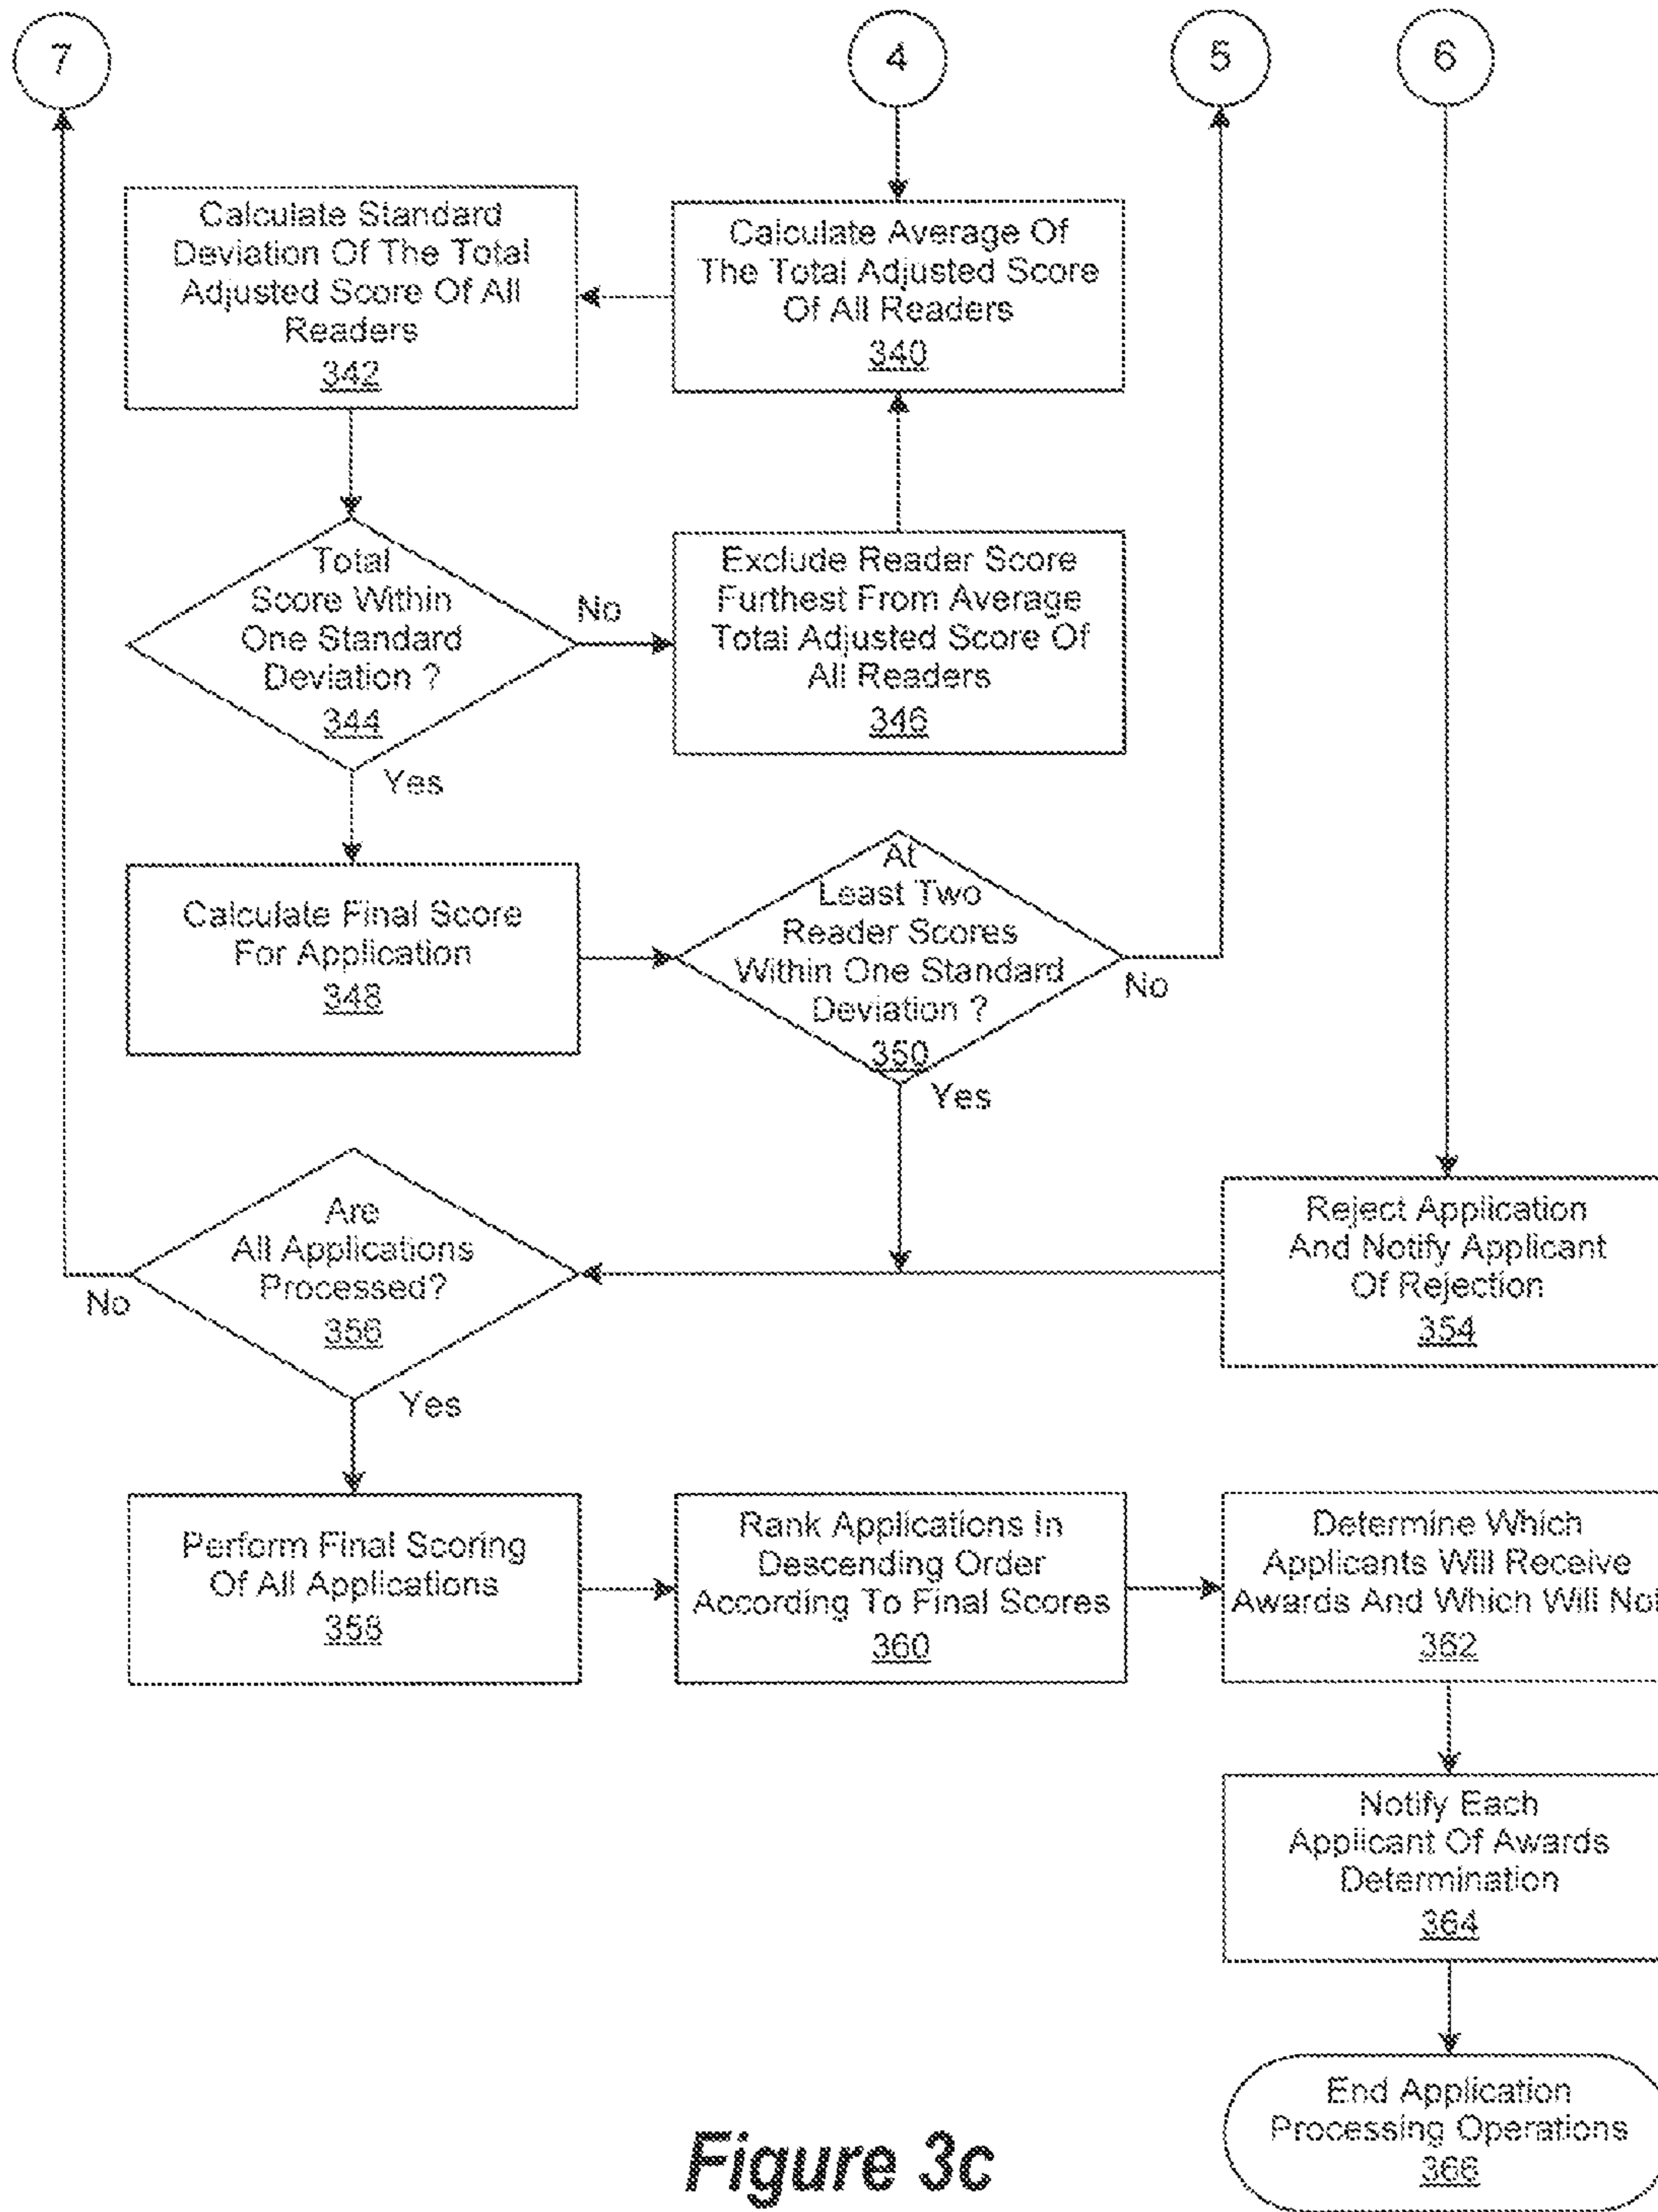 7
4
5
6
Calculate Standard
Deviation Of The Total
Adjusted Score Of All
Readers
342
Calculate Average Of
The Total Adjusted Score
Of All Readers
340
Total
Score Within
One Standard
Deviation ?
344
No
Yes
Exclude Reader Score
Furthest From Average
Total Adjusted Score Of
All Readers
346
Calculate Final Score
For Application
348
At
Least Two
Reader Scores
Within One Standard
Deviation ?
350
No
Yes
Are
All Applications
Processed?
356
No
Yes
Reject Application
And Notify Applicant
Of Rejection
354
Perform Final Scoring
Of All Applications
358
Rank Applications In
Descending Order
According To Final Scores
360
Determine Which
Applicants Will Receive
Awards And Which Will Not
362
Notify Each
Applicant Of Awards
Determination
364
End Application
Processing Operations
366
Figure 3c